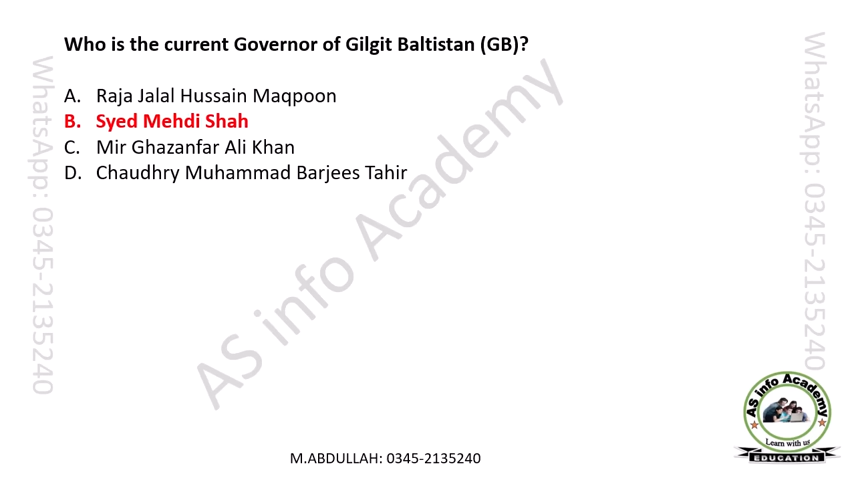 Who is the current Governor of Gilgit Baltistan (GB)?
A. Raja Jalal Hussain Maqpoon
B. Syed Mehdi Shah
C. Mir Ghazanfar Ali Khan
D. Chaudhry Muhammad Barjees Tahir
WhatsApp: 0345-2135240
AS info Academy
WhatsApp: 0345-2135240
AS info Academy
Learn with us
EDUCATION
M.ABDULLAH: 0345-2135240